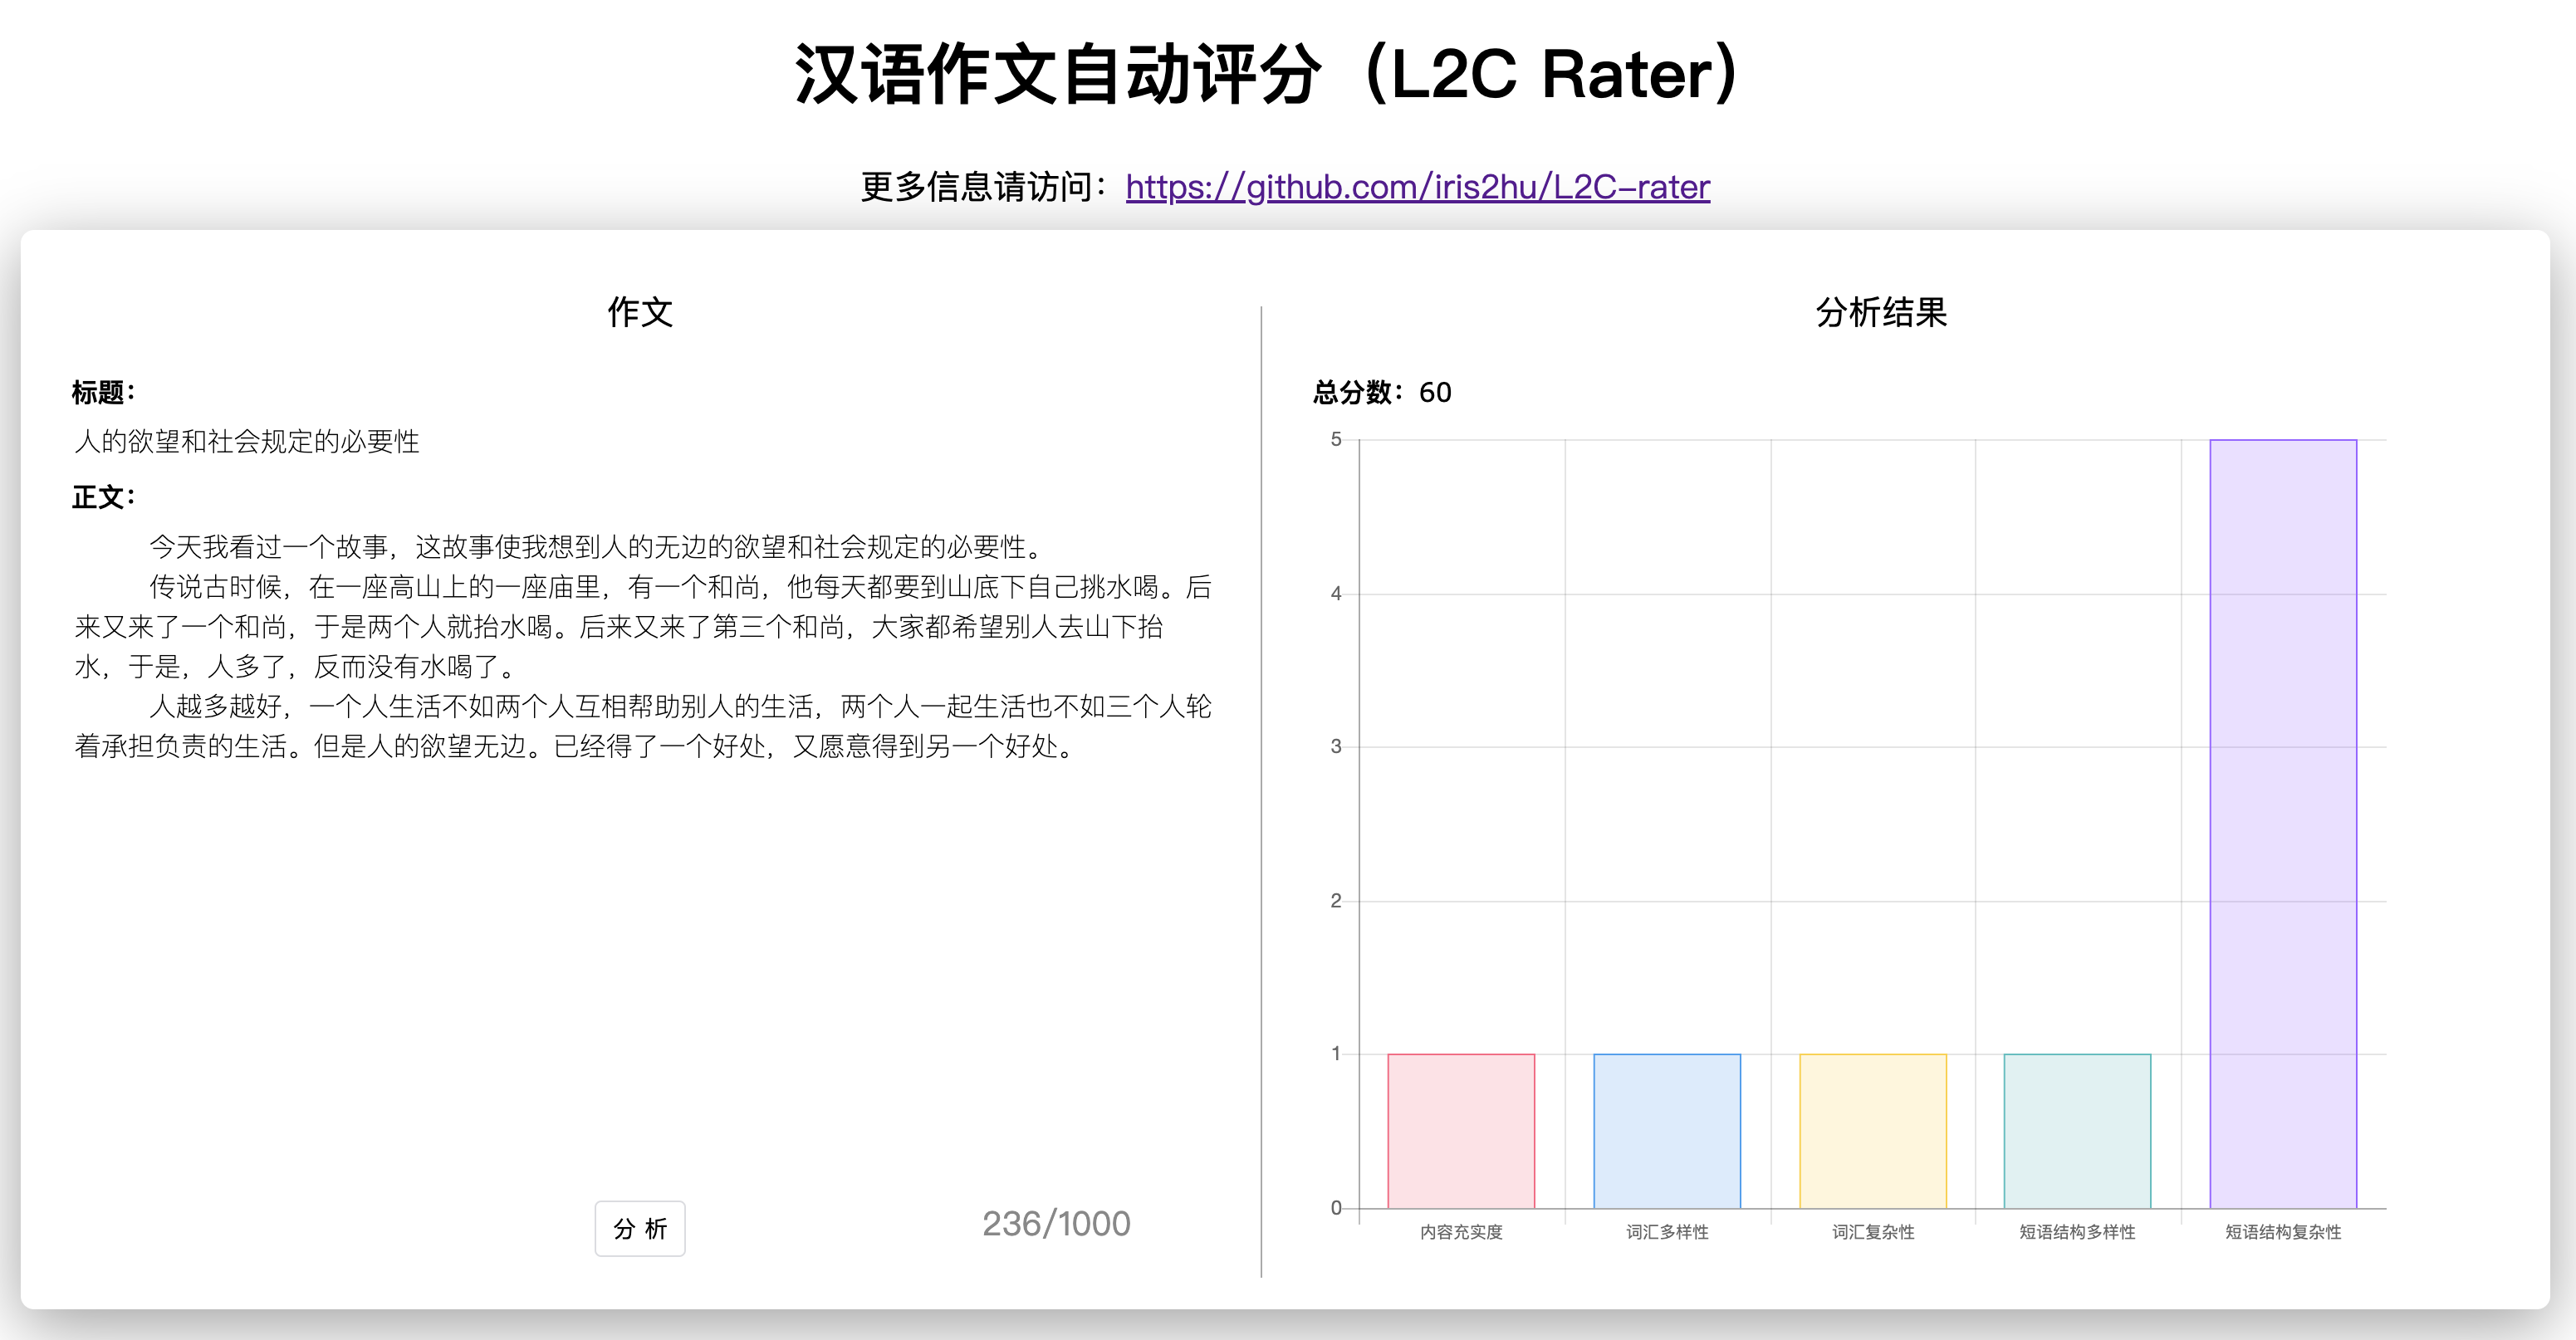 汉语作文自动评分（L2C Rater）
更多信息请访问：https://github.com/iris2hu/L2C-rater
作文
标题：
人的欲望和社会规定的必要性
正文：
今天我看过一个故事，这故事使我想到人的无边的欲望和社会规定的必要性。
传说古时候，在一座高山上的一座庙里，有一个和尚，他每天都要到山底下自己挑水喝。后
来又来了一个和尚，于是两个人就抬水喝。后来又来了第三个和尚，大家都希望别人去山下抬
水，于是，人多了，反而没有水喝了。
人越多越好，一个人生活不如两个人互相帮助别人的生活，两个人一起生活也不如三个人轮
着承担负责的生活。但是人的欲望无边。已经得了一个好处，又愿意得到另一个好处。
分 析
236/1000
分析结果
总分数：60
5
4
3
2
1
0
内容充实度 词汇多样性 词汇复杂性 短语结构多样性 短语结构复杂性